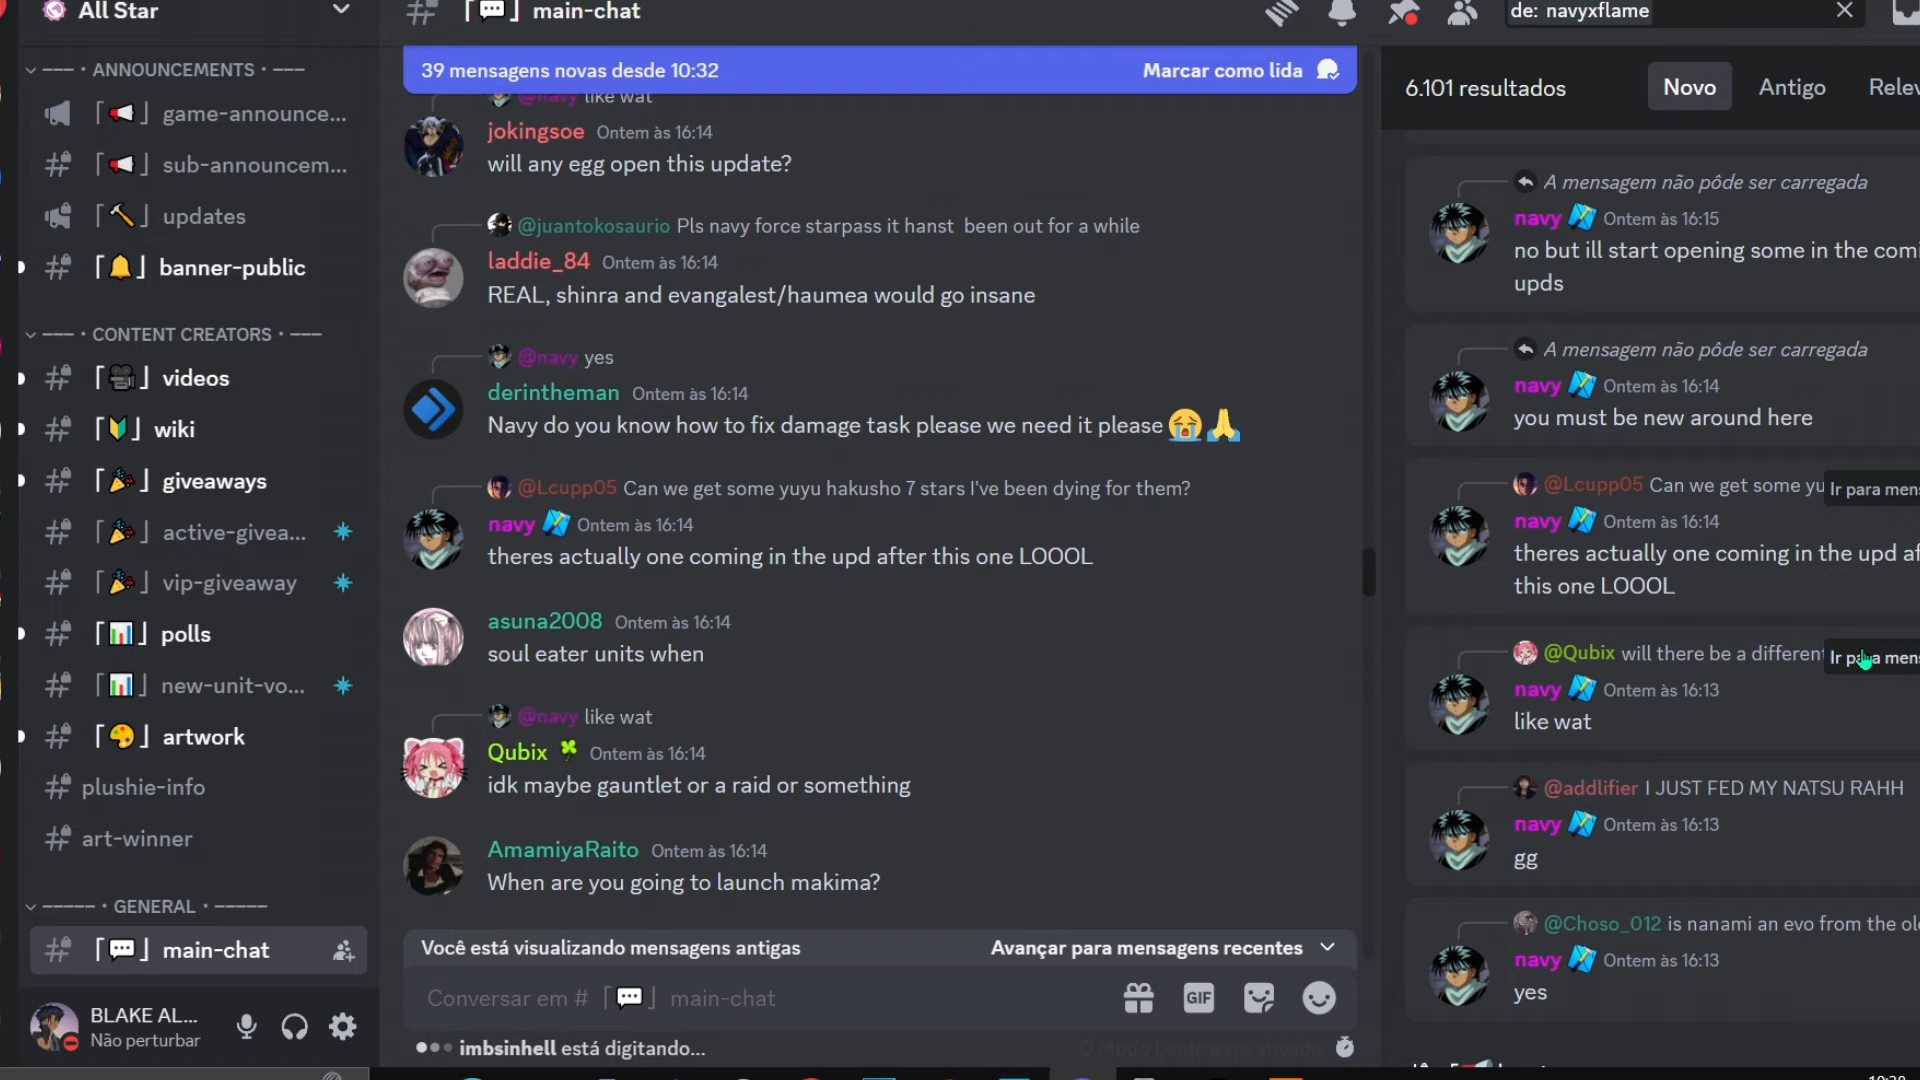 All Star
ANNOUNCEMENTS
game-announce...
sub-announcem...
updates
banner-public
CONTENT CREATORS
videos
wiki
giveaways
active-givea...
vip-giveaway
polls
new-unit-vo...
artwork
plushie-info
art-winner
GENERAL
main-chat
BLAKE AL...
Não perturbar
main-chat
39 mensagens novas desde 10:32
Marcar como lida
@navy like wat
jokingsoe Ontem às 16:14
will any egg open this update?
@juantokosaurio Pls navy force starpass it hanst been out for a while
laddie_84 Ontem às 16:14
REAL, shinra and evangalest/haumea would go insane
@navy yes
derintheman Ontem às 16:14
Navy do you know how to fix damage task please we need it please 😭🙏
@Lcupp05 Can we get some yuyu hakusho 7 stars I've been dying for them?
navy Ontem às 16:14
theres actually one coming in the upd after this one LOOOL
asuna2008 Ontem às 16:14
soul eater units when
@navy like wat
Qubix Ontem às 16:14
idk maybe gauntlet or a raid or something
AmamiyaRaito Ontem às 16:14
When are you going to launch makima?
Você está visualizando mensagens antigas
Avançar para mensagens recentes
Conversar em # 「💬」 main-chat
GIF
imbsinhell está digitando...
O Modo Lento está ativado
de: navyxflame
6.101 resultados
Novo
Antigo
Relev
A mensagem não pôde ser carregada
navy Ontem às 16:15
no but ill start opening some in the comi
upds
A mensagem não pôde ser carregada
navy Ontem às 16:14
you must be new around here
@Lcupp05 Can we get some yu
Ir para mens
navy Ontem às 16:14
theres actually one coming in the upd af
this one LOOOL
@Qubix will there be a different
Ir para mens
navy Ontem às 16:13
like wat
@addlifier I JUST FED MY NATSU RAHH
navy Ontem às 16:13
gg
@Choso_012 is nanami an evo from the ol
navy Ontem às 16:13
yes